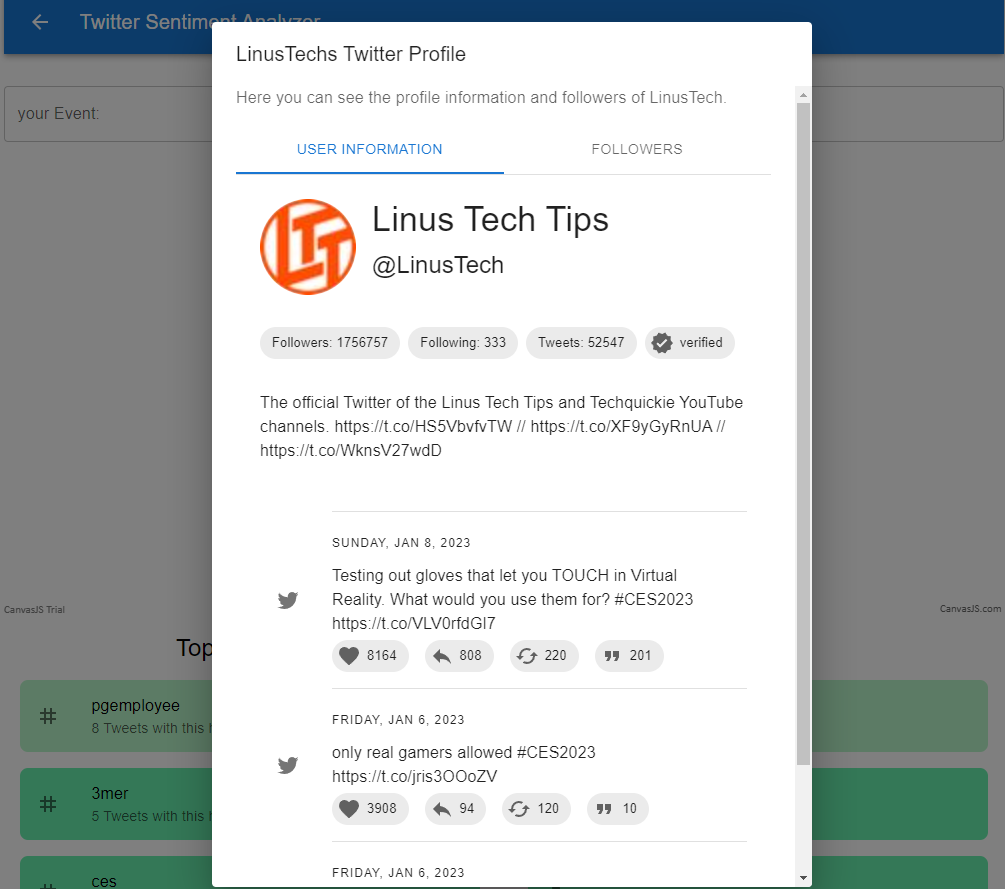 Twitter Sentiment Analyzer
LinusTechs Twitter Profile
Here you can see the profile information and followers of LinusTech.
your Event:
USER INFORMATION
FOLLOWERS
LTT
Linus Tech Tips
@LinusTech
Followers: 1756757
Following: 333
Tweets: 52547
verified
The official Twitter of the Linus Tech Tips and Techquickie YouTube
channels. https://t.co/HS5VbvfvTW // https://t.co/XF9yGyRnUA //
https://t.co/WknsV27wdD
SUNDAY, JAN 8, 2023
Testing out gloves that let you TOUCH in Virtual
Reality. What would you use them for? #CES2023
https://t.co/VLV0rfdGI7
8164
808
220
201
CanvasJS Trial
CanvasJS.com
Top
pgemployee
8 Tweets with this h
FRIDAY, JAN 6, 2023
only real gamers allowed #CES2023
https://t.co/jris3OOoZV
3908
94
120
10
3mer
5 Tweets with this h
FRIDAY, JAN 6, 2023
ces